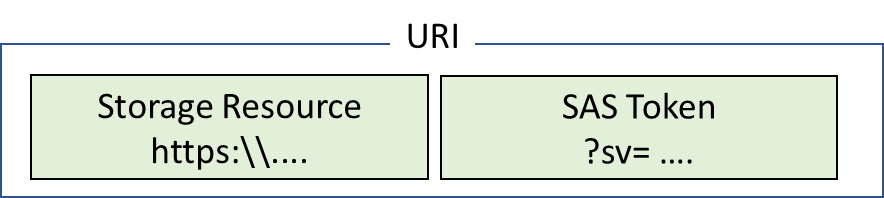 URI
Storage Resource
https:\\....
SAS Token
?sv= ....